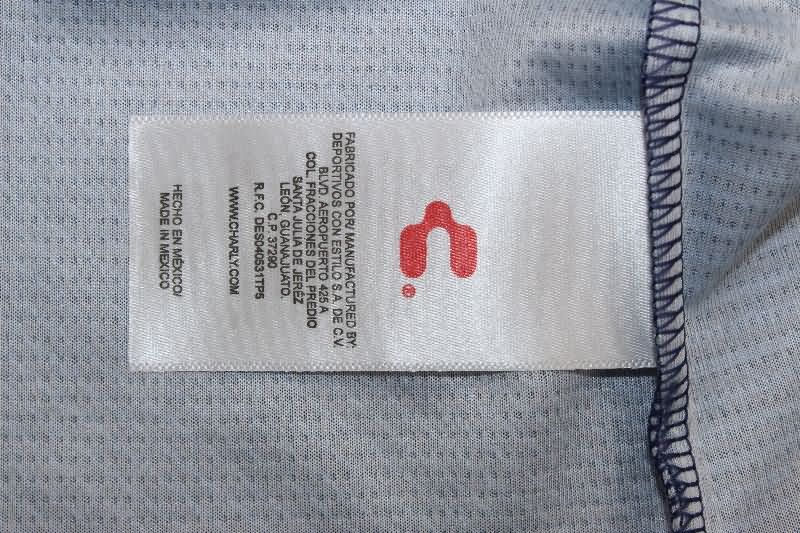 ®
FABRICADO POR/ MANUFACTURED BY:
DEPORTIVOS CON ESTILO S.A. DE C.V.
BLVD. AEROPUERTO 425 A
COL. FRACCIONES DEL PREDIO
SANTA JULIA DE JEREZ
LEÓN, GUANAJUATO.
C.P. 37290
R.F.C. DES040531TP5
WWW.CHARLY.COM
HECHO EN MÉXICO/
MADE IN MEXICO